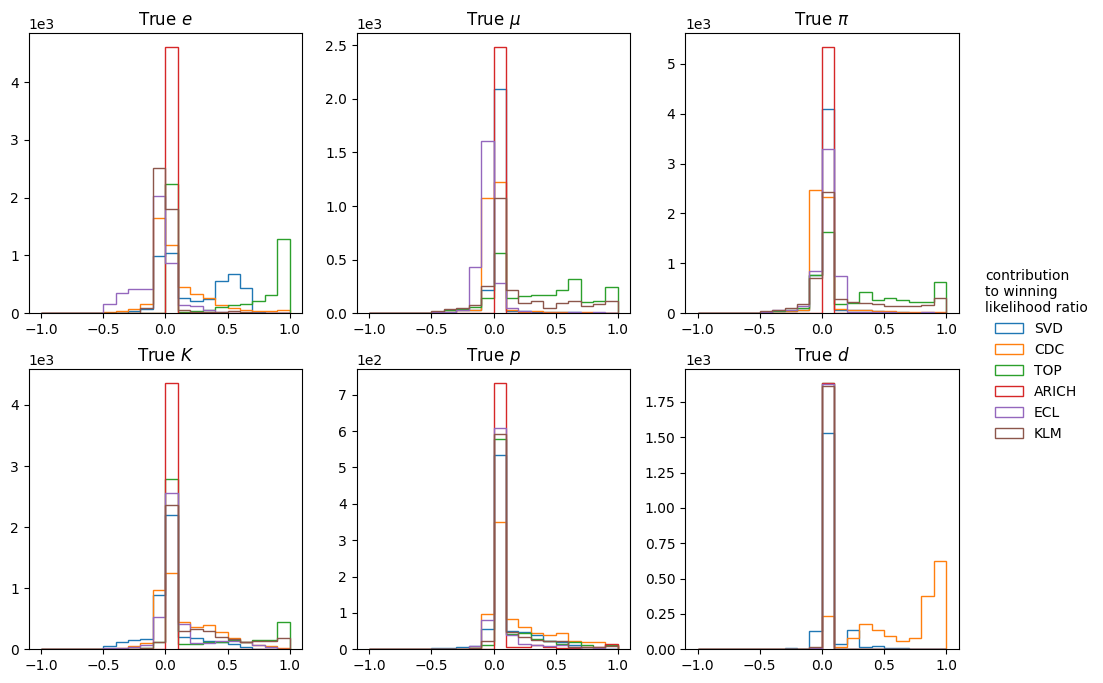 True e
1e3
4
3
2
1
0
−1.0 −0.5 0.0 0.5 1.0
True μ
1e3
2.5
2.0
1.5
1.0
0.5
0.0
−1.0 −0.5 0.0 0.5 1.0
True π
1e3
5
4
3
2
1
0
−1.0 −0.5 0.0 0.5 1.0
True K
1e3
4
3
2
1
0
−1.0 −0.5 0.0 0.5 1.0
True p
1e2
7
6
5
4
3
2
1
0
−1.0 −0.5 0.0 0.5 1.0
True d
1e3
1.75
1.50
1.25
1.00
0.75
0.50
0.25
0.00
−1.0 −0.5 0.0 0.5 1.0
contribution
to winning
likelihood ratio
SVD
CDC
TOP
ARICH
ECL
KLM